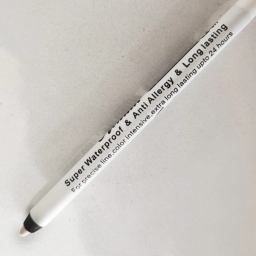 Super Waterproof & Anti Allergy & Long lasting
For precise line,color intensive,extra long lasting upto 24 hours